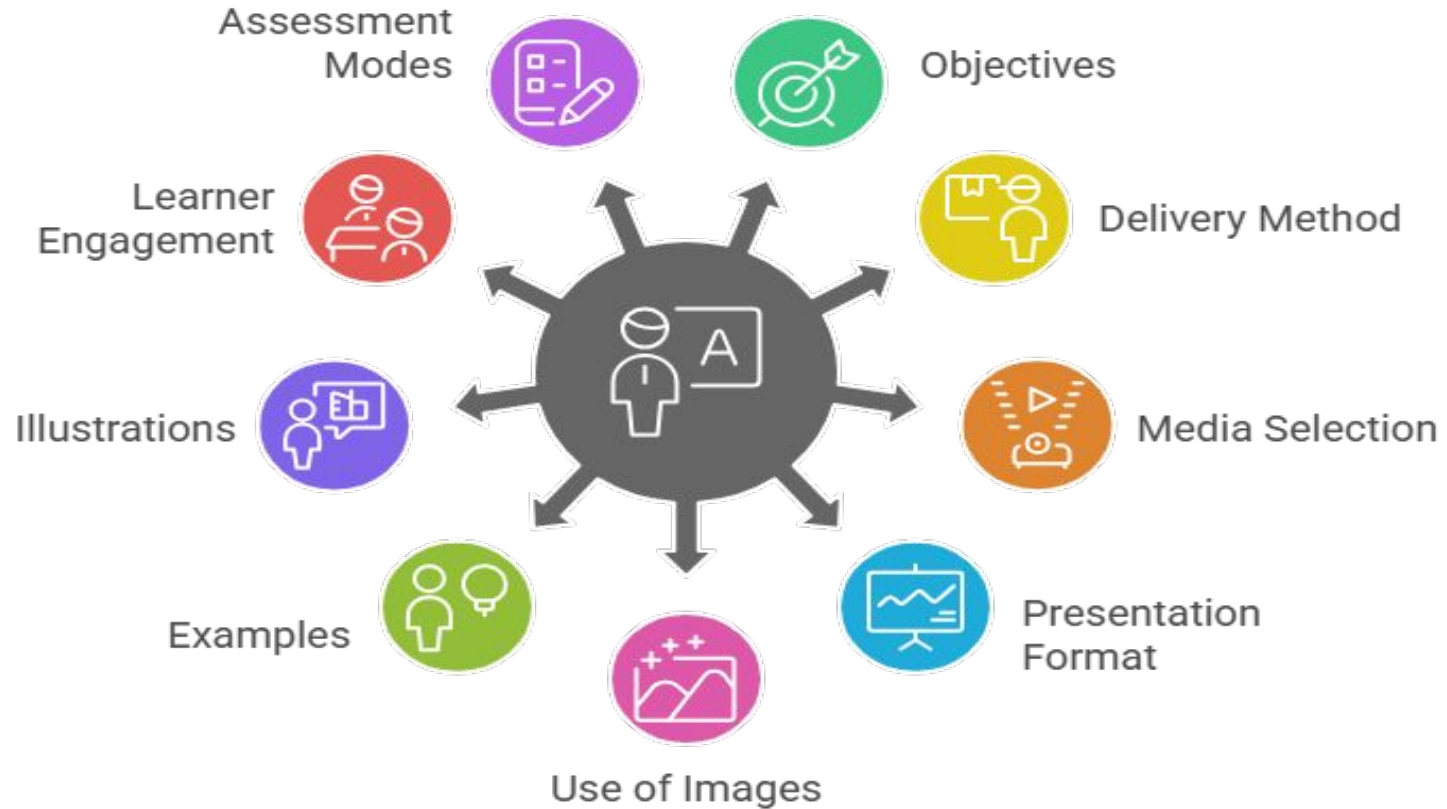 Assessment
Modes
Objectives
Learner
Engagement
Delivery Method
A
Illustrations
Media Selection
Examples
Presentation
Format
Use of Images